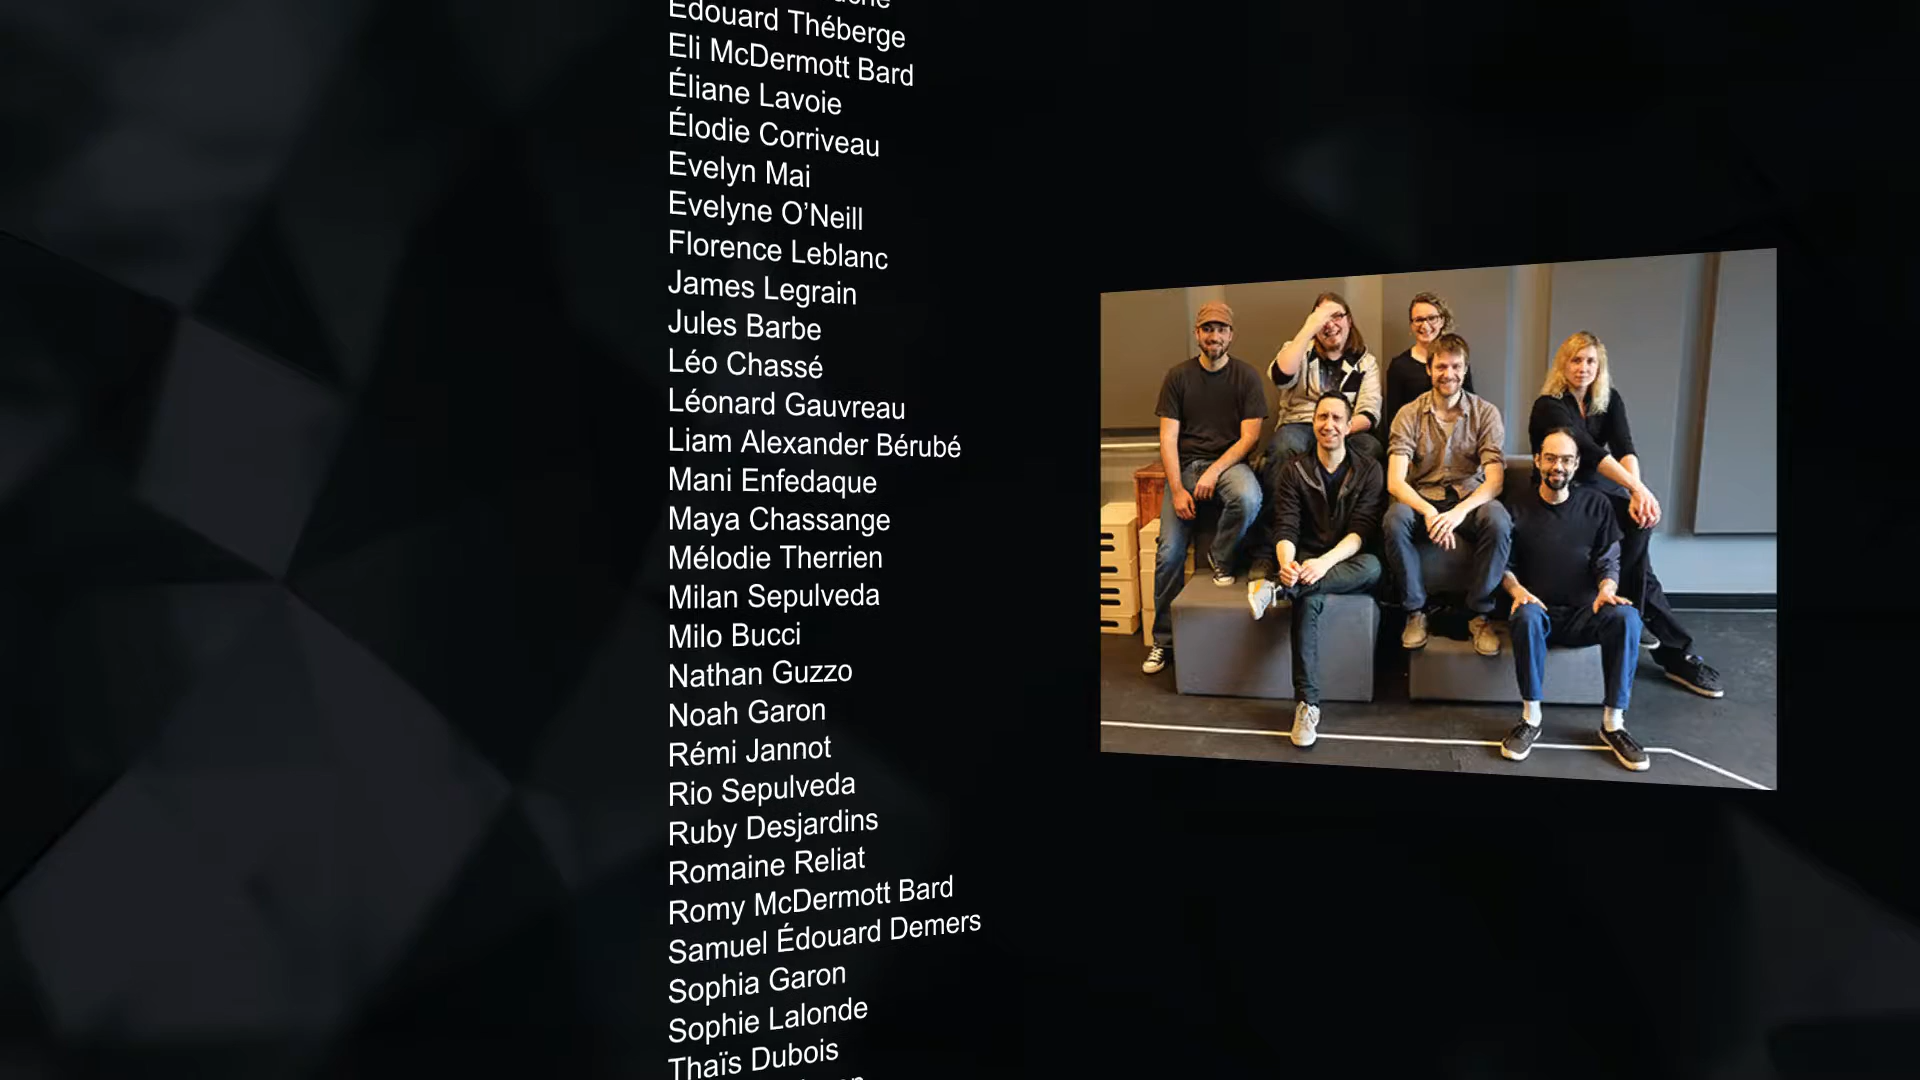 Edouard Théberge
Eli McDermott Bard
Éliane Lavoie
Élodie Corriveau
Evelyn Mai
Evelyne O’Neill
Florence Leblanc
James Legrain
Jules Barbe
Léo Chassé
Léonard Gauvreau
Liam Alexander Bérubé
Mani Enfedaque
Maya Chassange
Mélodie Therrien
Milan Sepulveda
Milo Bucci
Nathan Guzzo
Noah Garon
Rémi Jannot
Rio Sepulveda
Ruby Desjardins
Romaine Reliat
Romy McDermott Bard
Samuel Édouard Demers
Sophia Garon
Sophie Lalonde
Thaïs Dubois